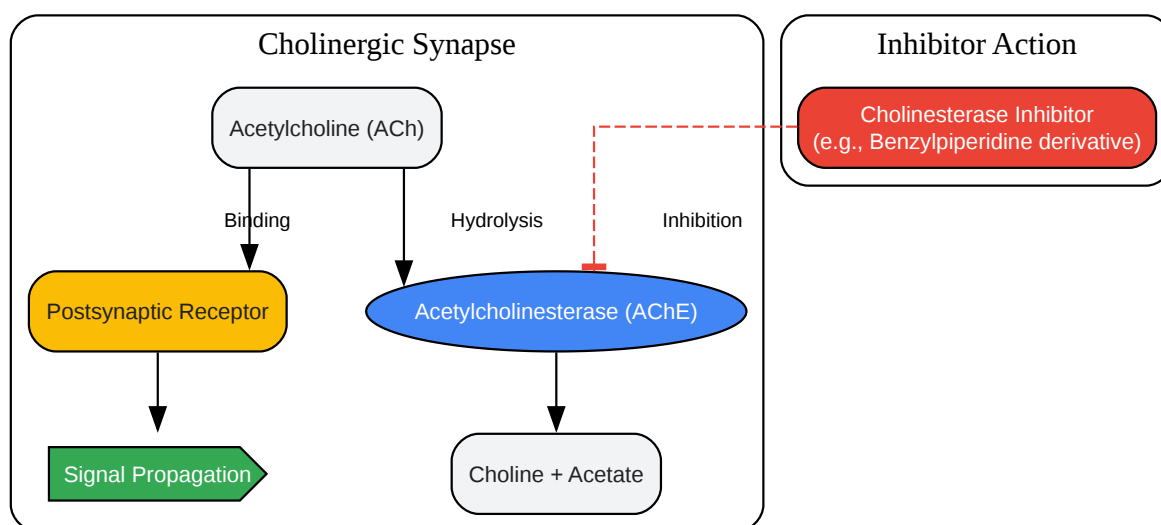 Cholinergic Synapse
Inhibitor Action
Acetylcholine (ACh)
Cholinesterase Inhibitor
(e.g., Benzylpiperidine derivative)
Binding
Hydrolysis
Inhibition
Postsynaptic Receptor
Acetylcholinesterase (AChE)
Signal Propagation
Choline + Acetate